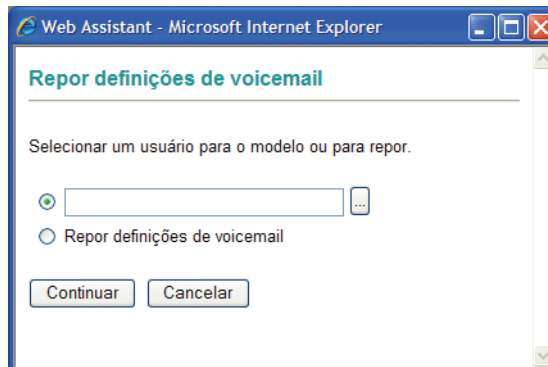 Web Assistant - Microsoft Internet Explorer
Repor definições de voicemail
Selecionar um usuário para o modelo ou para repor.
...
Repor definições de voicemail
Continuar Cancelar